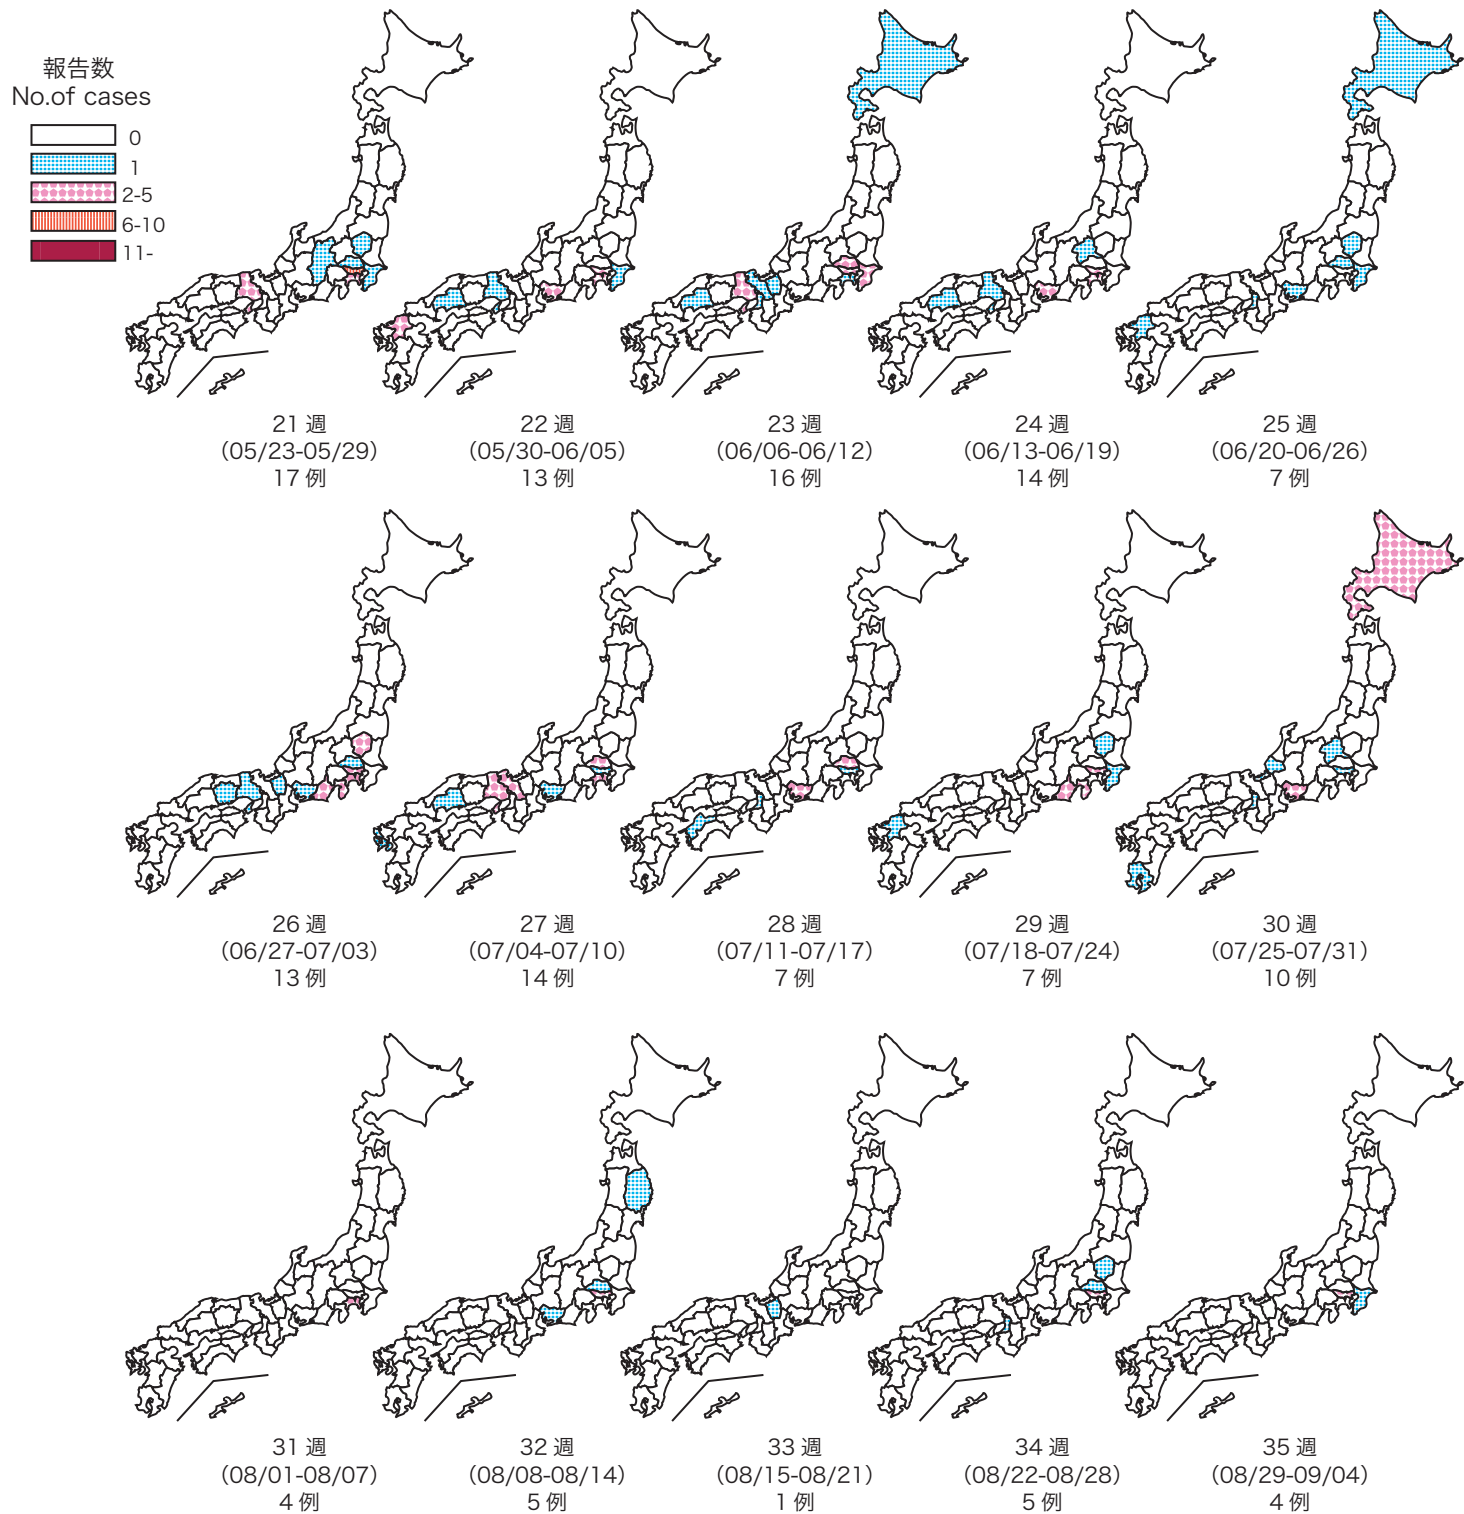 報告数
No.of cases
0
1
2-5
6-10
11-
21 週
(05/23-05/29)
17 例
22 週
(05/30-06/05)
13 例
23 週
(06/06-06/12)
16 例
24 週
(06/13-06/19)
14 例
25 週
(06/20-06/26)
7 例
26 週
(06/27-07/03)
13 例
27 週
(07/04-07/10)
14 例
28 週
(07/11-07/17)
7 例
29 週
(07/18-07/24)
7 例
30 週
(07/25-07/31)
10 例
31 週
(08/01-08/07)
4 例
32 週
(08/08-08/14)
5 例
33 週
(08/15-08/21)
1 例
34 週
(08/22-08/28)
5 例
35 週
(08/29-09/04)
4 例